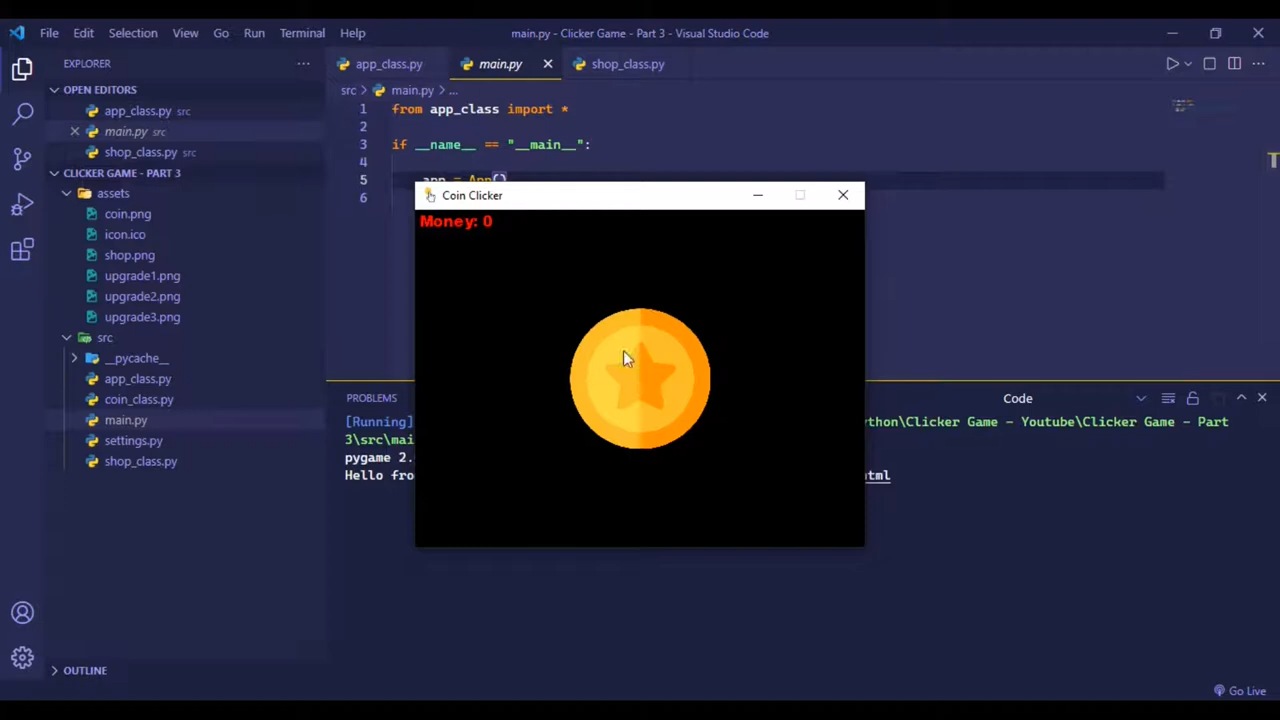 File Edit Selection View Go Run Terminal Help
main.py - Clicker Game - Part 3 - Visual Studio Code
EXPLORER
OPEN EDITORS
app_class.py src
main.py src
shop_class.py src
CLICKER GAME - PART 3
assets
coin.png
icon.ico
shop.png
upgrade1.png
upgrade2.png
upgrade3.png
src
__pycache__
app_class.py
coin_class.py
main.py
settings.py
shop_class.py
OUTLINE
app_class.py main.py shop_class.py
src > main.py > ...
1 from app_class import *
2
3 if __name__ == "__main__":
4
5 app = App()
6
Coin Clicker
Money: 0
PROBLEMS
Code
[Running] ython\Clicker Game - Youtube\Clicker Game - Part
3\src\mai
pygame 2.
Hello fro html
Go Live